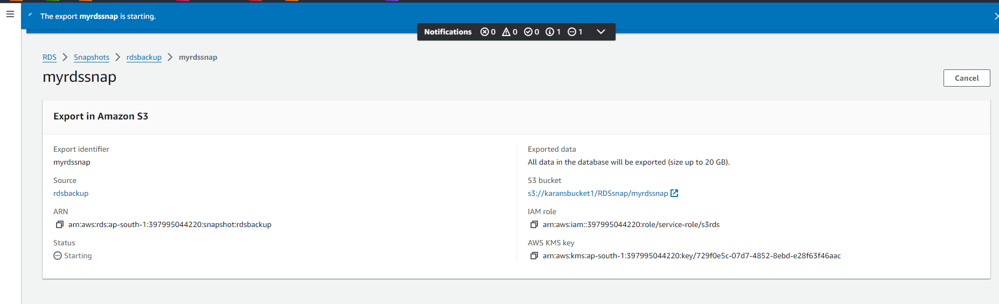 The export myrdssnap is starting.
Notifications 0 0 0 1 1
RDS Snapshots rdsbackup myrdssnap
myrdssnap
Cancel
Export in Amazon S3
Export identifier
myrdssnap
Source
rdsbackup
ARN
arn:aws:rds:ap-south-1:397995044220:snapshot:rdsbackup
Status
Starting
Exported data
All data in the database will be exported (size up to 20 GB).
S3 bucket
s3://karansbucket1/RDSsnap/myrdssnap
IAM role
arn:aws:iam::397995044220:role/service-role/s3rds
AWS KMS key
arn:aws:kms:ap-south-1:397995044220:key/729f0e5c-07d7-4852-8ebd-e28f63f46aac